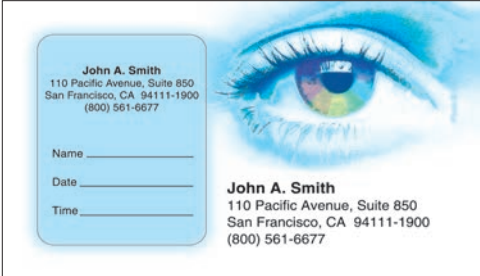 John A. Smith
110 Pacific Avenue, Suite 850
San Francisco, CA 94111-1900
(800) 561-6677
Name
Date
Time
John A. Smith
110 Pacific Avenue, Suite 850
San Francisco, CA 94111-1900
(800) 561-6677